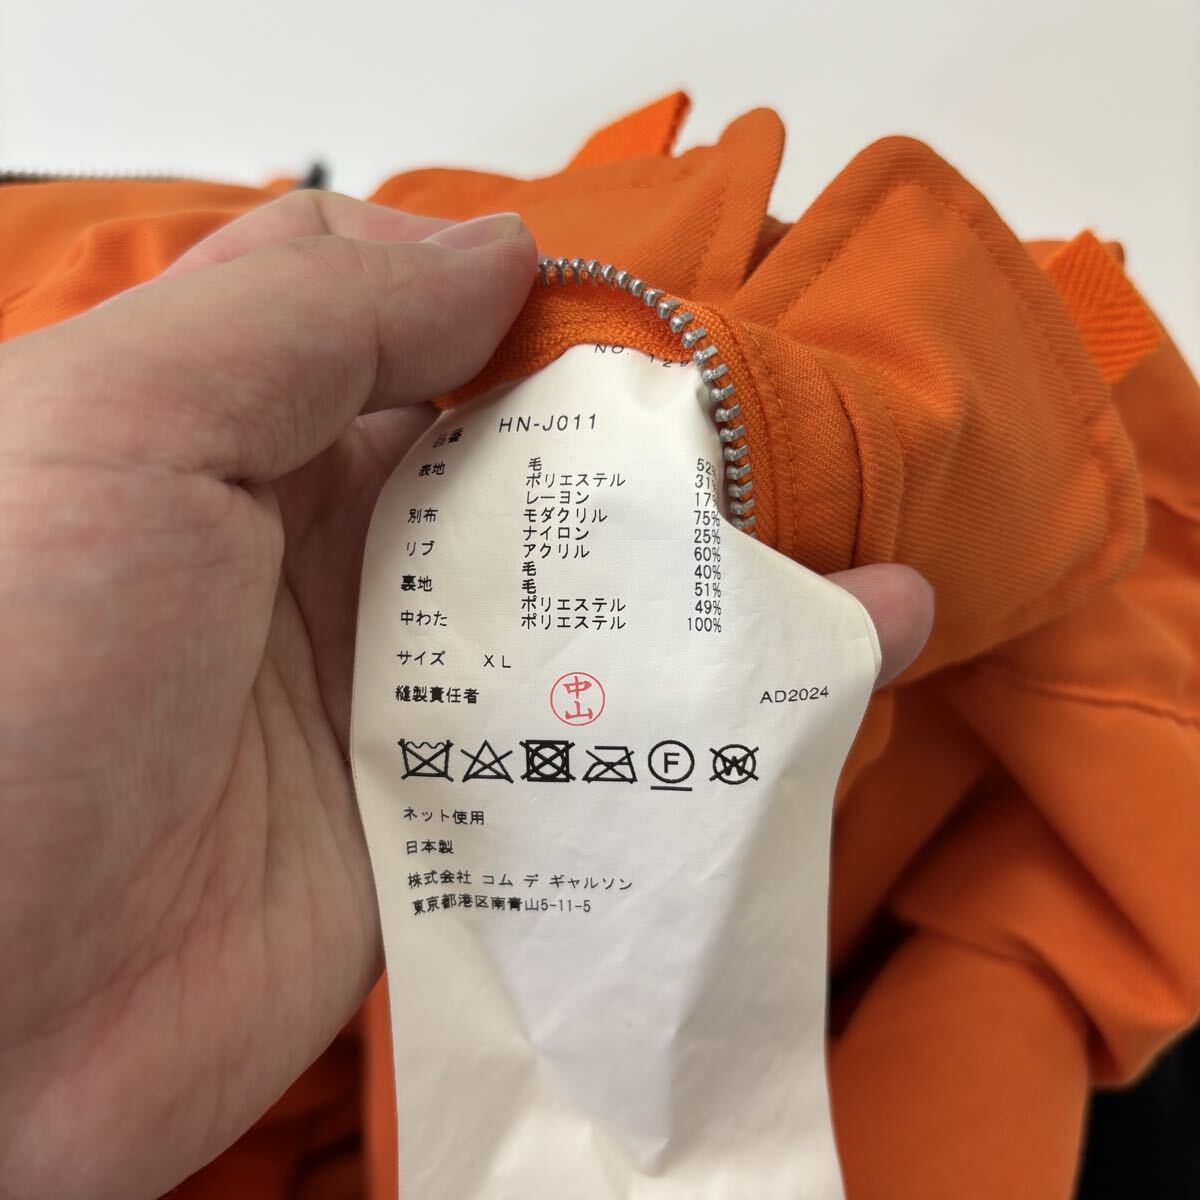 NO. 129
品番 HN-J011
表地 毛 52%
ポリエステル 31%
レーヨン 17%
別布 モダクリル 75%
ナイロン 25%
リブ アクリル 60%
毛 40%
裏地 毛 51%
ポリエステル 49%
中わた ポリエステル 100%
サイズ XL
縫製責任者 中山 AD2024
F W
ネット使用
日本製
株式会社 コム デ ギャルソン
東京都港区南青山5-11-5